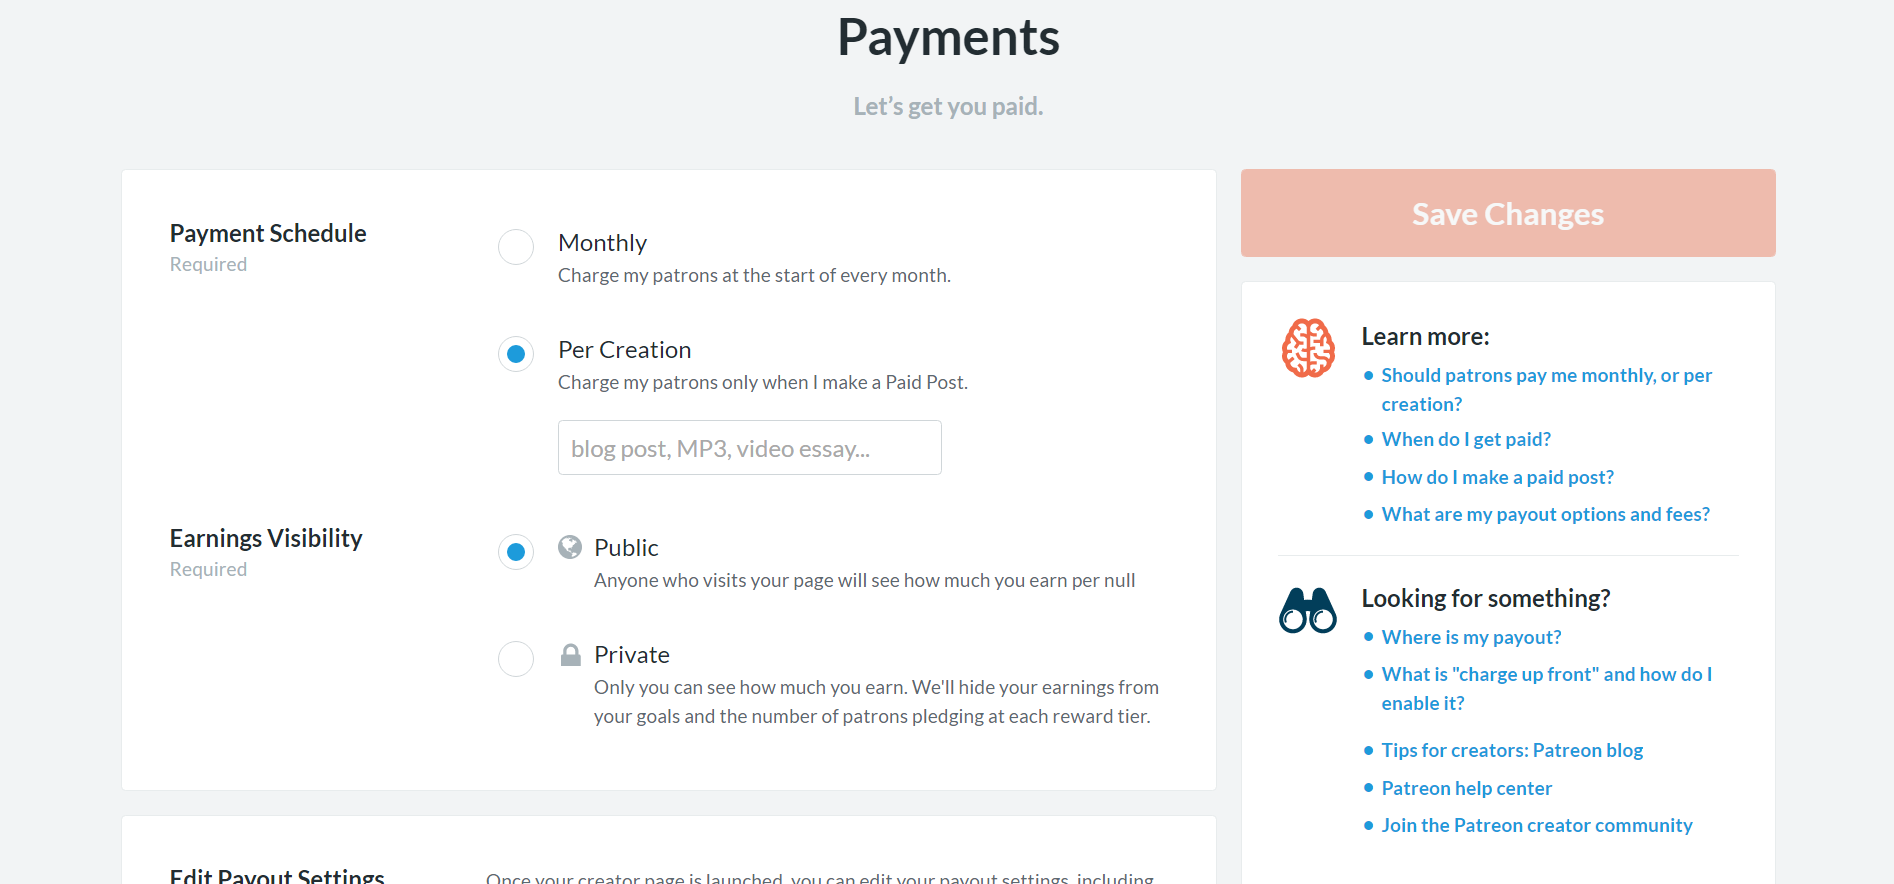 Payments
Let’s get you paid.
Payment Schedule
Required
Monthly
Charge my patrons at the start of every month.
Per Creation
Charge my patrons only when I make a Paid Post.
blog post, MP3, video essay...
Earnings Visibility
Required
Public
Anyone who visits your page will see how much you earn per null
Private
Only you can see how much you earn. We'll hide your earnings from
your goals and the number of patrons pledging at each reward tier.
Edit Payout Settings
Once your creator page is launched, you can edit your payout settings, including
Save Changes
Learn more:
• Should patrons pay me monthly, or per
creation?
• When do I get paid?
• How do I make a paid post?
• What are my payout options and fees?
Looking for something?
• Where is my payout?
• What is "charge up front" and how do I
enable it?
• Tips for creators: Patreon blog
• Patreon help center
• Join the Patreon creator community